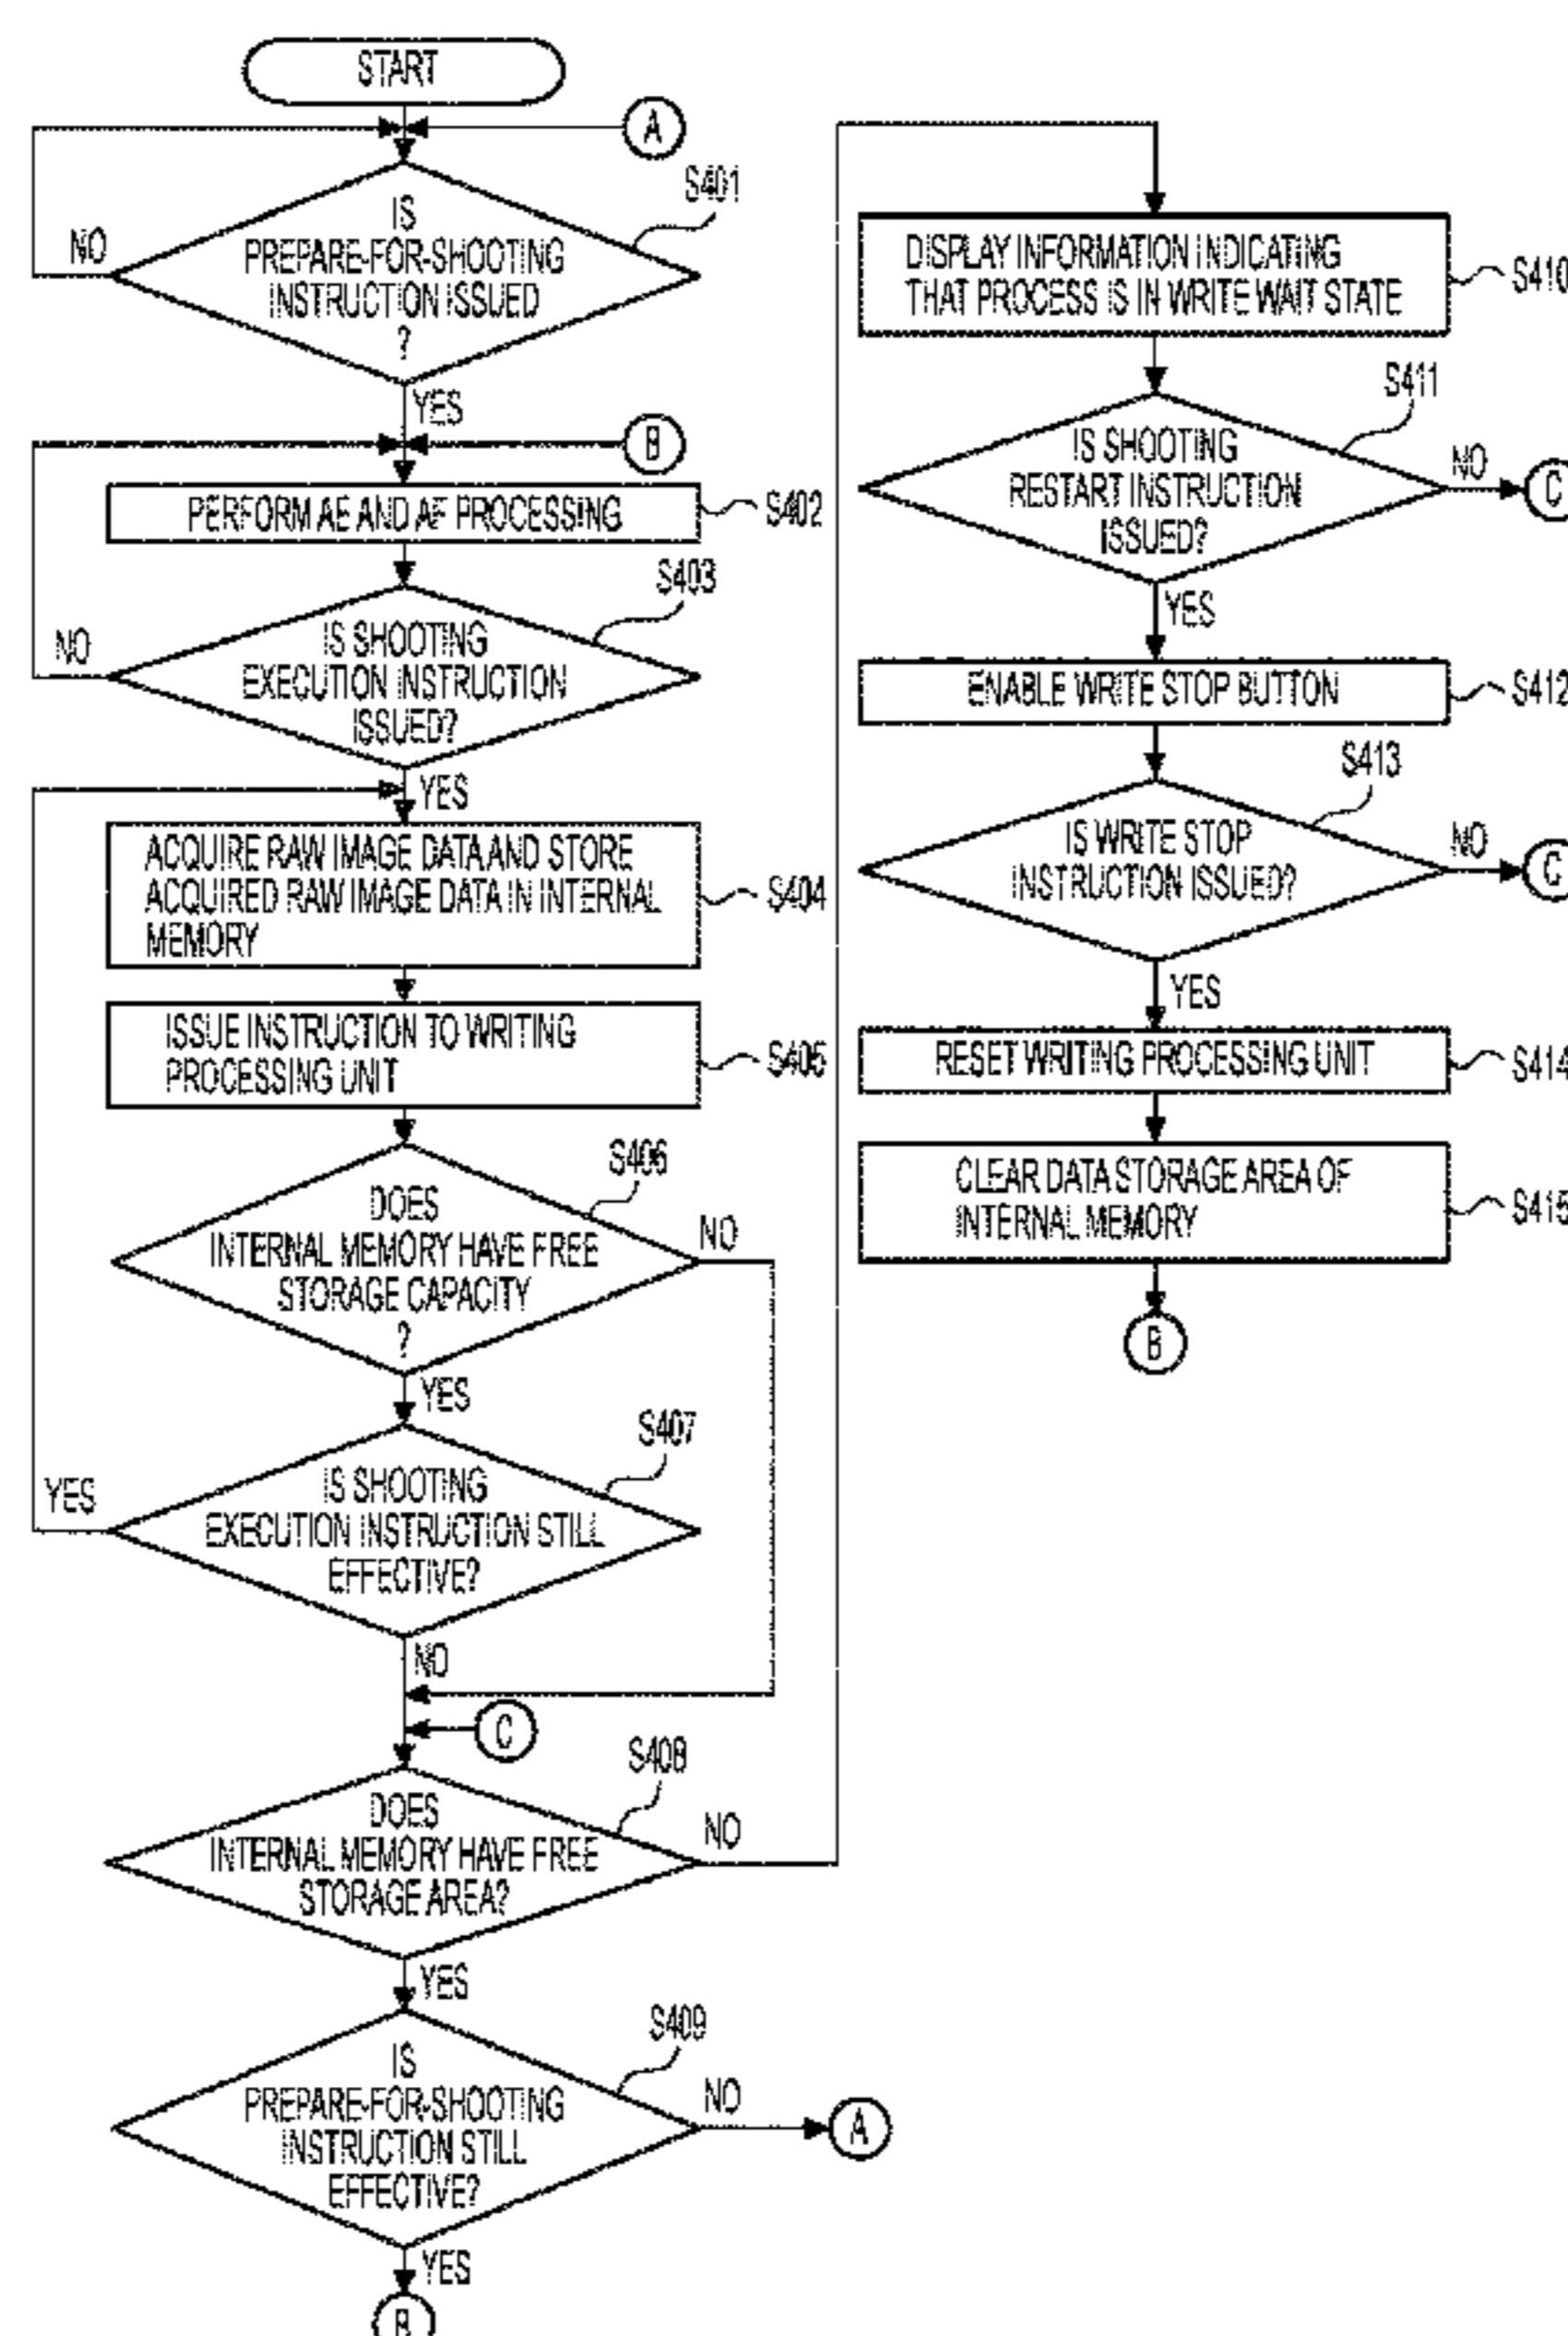 START
A
S401
IS
PREPARE-FOR-SHOOTING
INSTRUCTION ISSUED
?
NO
YES
B
PERFORM AE AND AF PROCESSING
S402
S403
IS SHOOTING
EXECUTION INSTRUCTION
ISSUED?
NO
YES
ACQUIRE RAW IMAGE DATA AND STORE
ACQUIRED RAW IMAGE DATA IN INTERNAL
MEMORY
S404
ISSUE INSTRUCTION TO WRITING
PROCESSING UNIT
S405
S406
DOES
INTERNAL MEMORY HAVE FREE
STORAGE CAPACITY
?
NO
YES
S407
IS SHOOTING
EXECUTION INSTRUCTION STILL
EFFECTIVE?
YES
NO
C
S408
DOES
INTERNAL MEMORY HAVE FREE
STORAGE AREA?
NO
YES
S409
IS
PREPARE-FOR-SHOOTING
INSTRUCTION STILL
EFFECTIVE?
NO
A
YES
B
DISPLAY INFORMATION INDICATING
THAT PROCESS IS IN WRITE WAIT STATE
S410
S411
IS SHOOTING
RESTART INSTRUCTION
ISSUED?
NO
C
YES
ENABLE WRITE STOP BUTTON
S412
S413
IS WRITE STOP
INSTRUCTION ISSUED?
NO
C
YES
RESET WRITING PROCESSING UNIT
S414
CLEAR DATA STORAGE AREA OF
INTERNAL MEMORY
S415
B